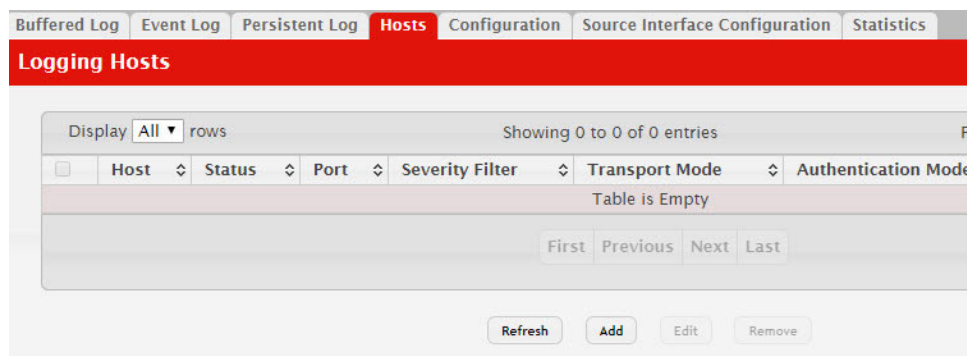 Buffered Log Event Log Persistent Log Hosts Configuration Source Interface Configuration Statistics
Logging Hosts
Display All rows Showing 0 to 0 of 0 entries F
Host Status Port Severity Filter Transport Mode Authentication Mode
Table is Empty
First Previous Next Last
Refresh Add Edit Remove